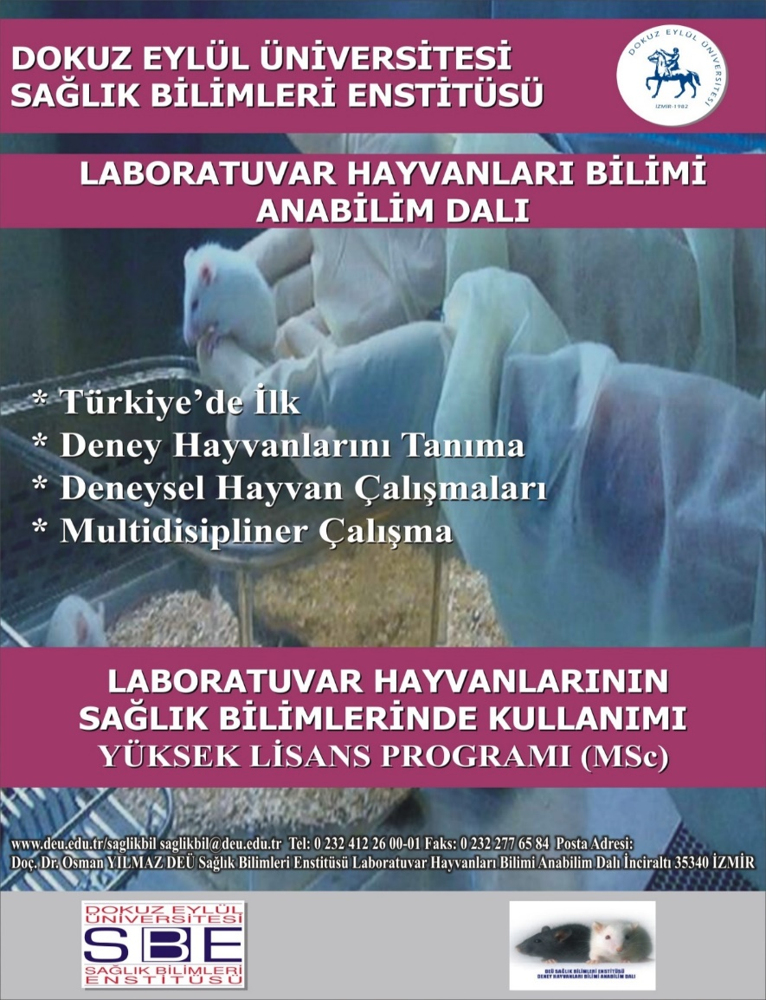 DOKUZ EYLÜL ÜNİVERSİTESİ
SAĞLIK BİLİMLERİ ENSTİTÜSÜ
DOKUZ EYLÜL ÜNİVERSİTESİ
İZMİR-1982
LABORATUVAR HAYVANLARI BİLİMİ
ANABİLİM DALI
* Türkiye’de İlk
* Deney Hayvanlarını Tanıma
* Deneysel Hayvan Çalışmaları
* Multidisipliner Çalışma
LABORATUVAR HAYVANLARININ
SAĞLIK BİLİMLERİNDE KULLANIMI
YÜKSEK LİSANS PROGRAMI (MSc)
www.deu.edu.tr/saglikbil saglikbil@deu.edu.tr Tel: 0 232 412 26 00-01 Faks: 0 232 277 65 84 Posta Adresi:
Doç. Dr. Osman YILMAZ DEÜ Sağlık Bilimleri Enstitüsü Laboratuvar Hayvanları Bilimi Anabilim Dalı İnciraltı 35340 İZMİR
DOKUZ EYLÜL
ÜNİVERSİTESİ
SBE
SAĞLIK BİLİMLERİ
ENSTİTÜSÜ
DEÜ SAĞLIK BİLİMLERİ ENSTİTÜSÜ
DENEY HAYVANLARI BİLİMİ ANABİLİM DALI